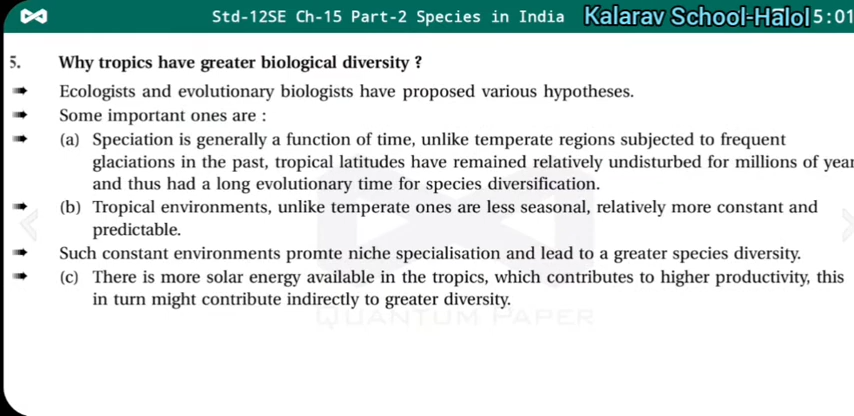 Std-12SE Ch-15 Part-2 Species in India Kalarav School-Halol 5:01
5. Why tropics have greater biological diversity ?
Ecologists and evolutionary biologists have proposed various hypotheses.
Some important ones are :
(a) Speciation is generally a function of time, unlike temperate regions subjected to frequent
glaciations in the past, tropical latitudes have remained relatively undisturbed for millions of year
and thus had a long evolutionary time for species diversification.
(b) Tropical environments, unlike temperate ones are less seasonal, relatively more constant and
predictable.
Such constant environments promte niche specialisation and lead to a greater species diversity.
(c) There is more solar energy available in the tropics, which contributes to higher productivity, this
in turn might contribute indirectly to greater diversity.
QUANTUM PAPER